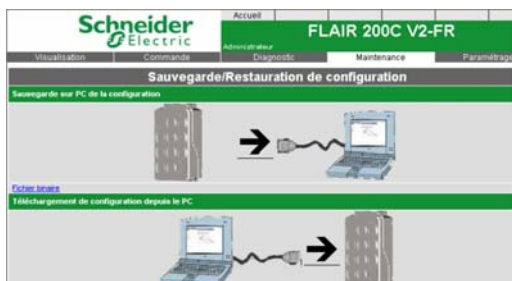 Accueil
Schneider
Electric
FLAIR 200C V2-FR
Administrateur
Visualisation
Commande
Diagnostic
Maintenance
Paramétrage
Sauvegarde/Restauration de configuration
Sauvegarde sur PC de la configuration
Fichier binaire
Téléchargement de configuration depuis le PC